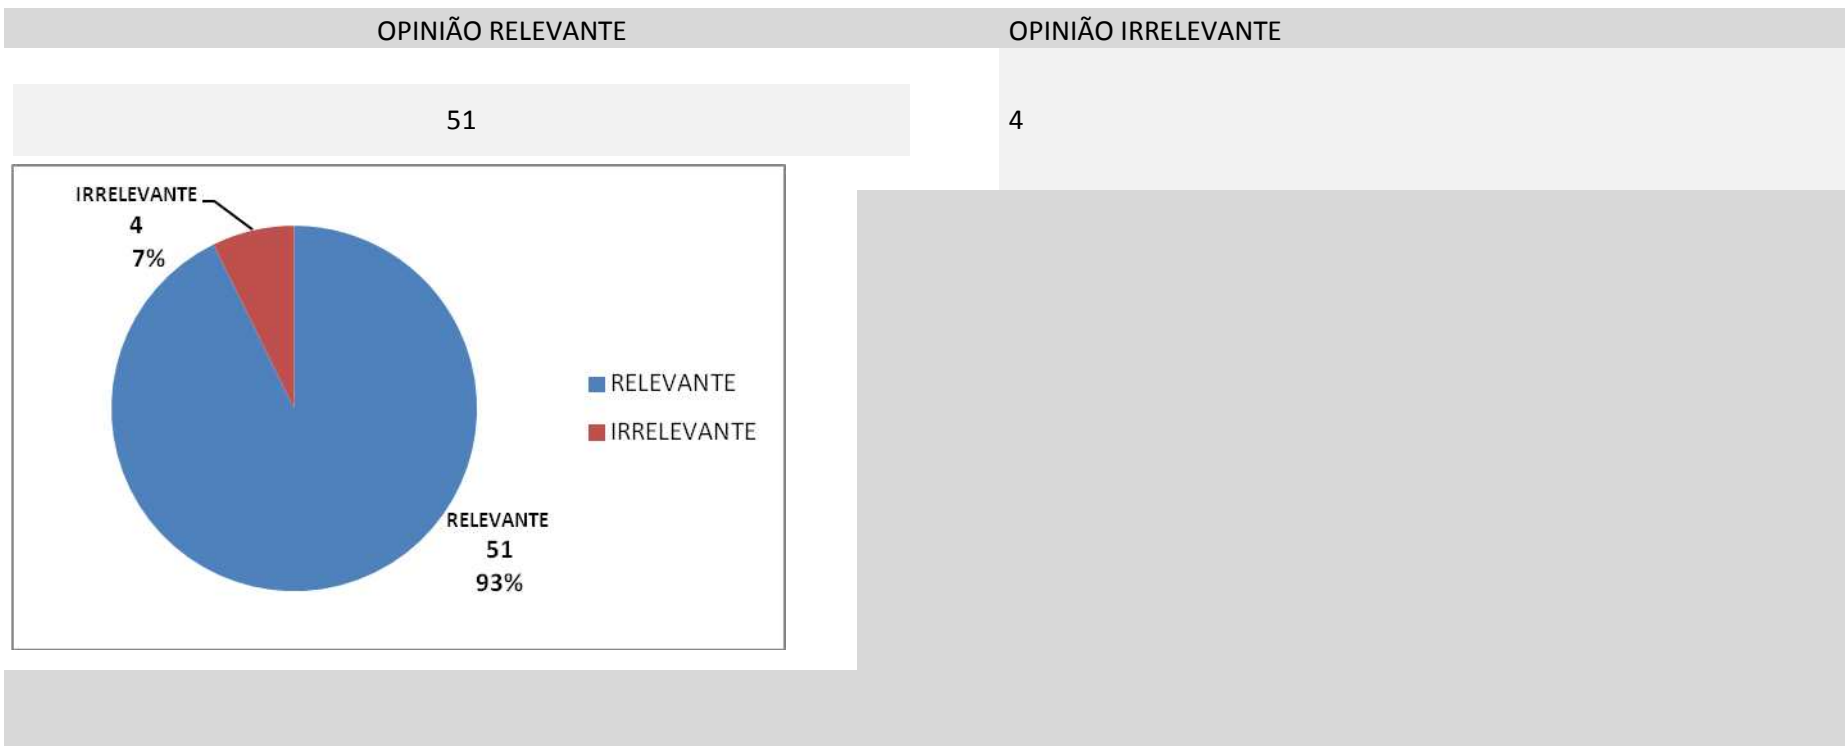 OPINIÃO RELEVANTE
OPINIÃO IRRELEVANTE
51
4
IRRELEVANTE
4
7%
RELEVANTE
IRRELEVANTE
RELEVANTE
51
93%